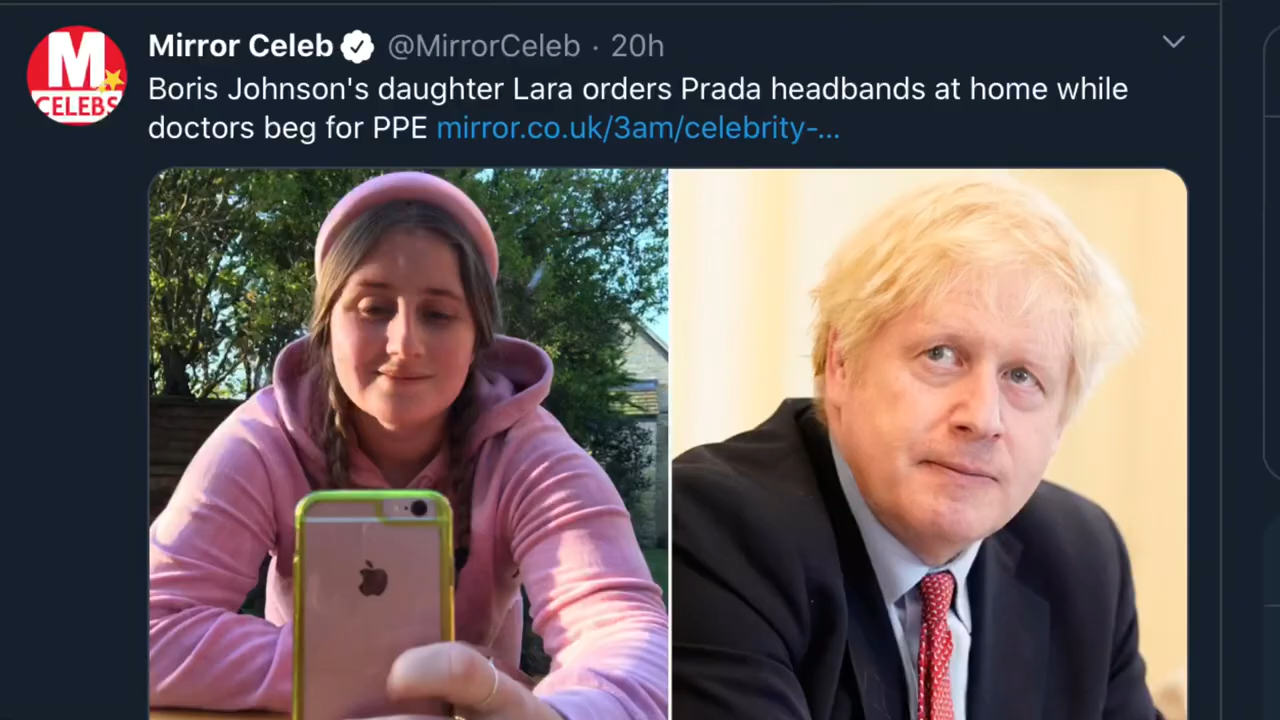 M
CELEBS
Mirror Celeb @MirrorCeleb · 20h
Boris Johnson's daughter Lara orders Prada headbands at home while
doctors beg for PPE mirror.co.uk/3am/celebrity-...